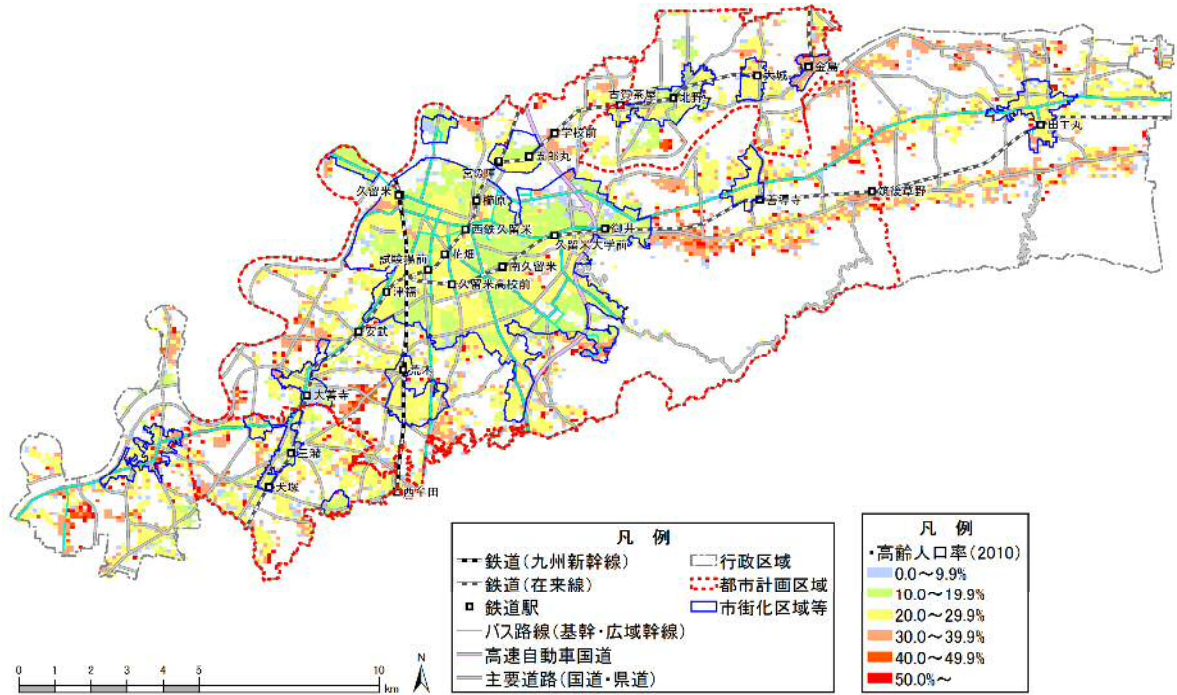 大城
金島
古賀茶屋
北野
学校前
田主丸
五郎丸
宮の陣
久留米
櫛原
善導寺
筑後草野
西鉄久留米
御井
久留米大学前
花畑
試験場前
南久留米
久留米高校前
津福
安武
荒木
大善寺
三潴
犬塚
西牟田
凡 例
鉄道(九州新幹線)
鉄道(在来線)
鉄道駅
バス路線(基幹・広域幹線)
高速自動車国道
主要道路(国道・県道)
行政区域
都市計画区域
市街化区域等
凡 例
・高齢人口率(2010)
0.0～9.9%
10.0～19.9%
20.0～29.9%
30.0～39.9%
40.0～49.9%
50.0%～
0 1 2 3 4 5 10
km
N